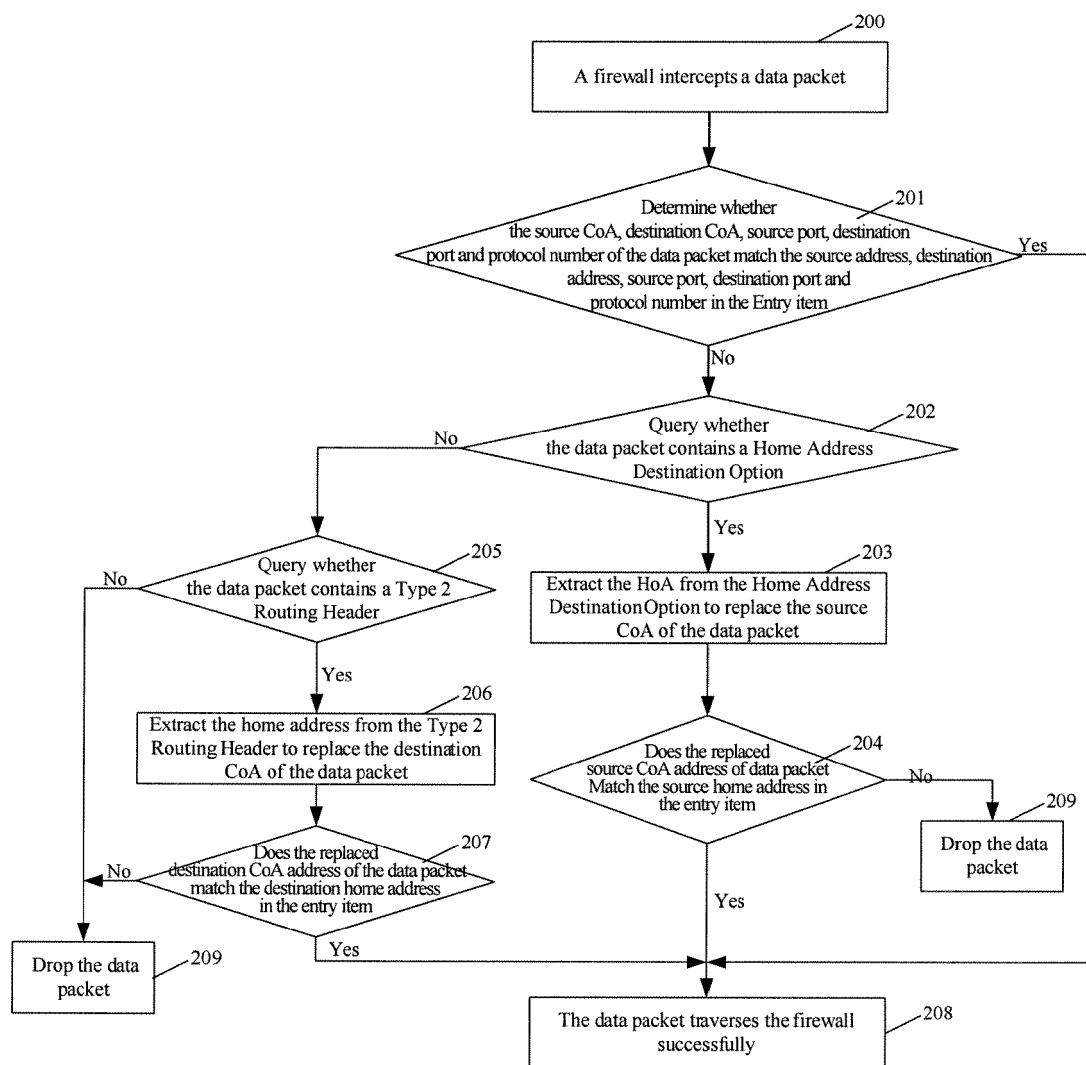 200
A firewall intercepts a data packet
201
Determine whether
the source CoA, destination CoA, source port, destination
port and protocol number of the data packet match the source address, destination
address, source port, destination port and
protocol number in the Entry item
Yes
No
202
Query whether
the data packet contains a Home Address
Destination Option
No
Yes
205
Query whether
the data packet contains a Type 2
Routing Header
No
Yes
203
Extract the HoA from the Home Address
Destination Option to replace the source
CoA of the data packet
206
Extract the home address from the Type 2
Routing Header to replace the destination
CoA of the data packet
204
Does the replaced
source CoA address of data packet
Match the source home address in
the entry item
No
Yes
209
Drop the data
packet
207
Does the replaced
destination CoA address of the data packet
match the destination home address
in the entry item
No
Yes
209
Drop the data
packet
208
The data packet traverses the firewall
successfully